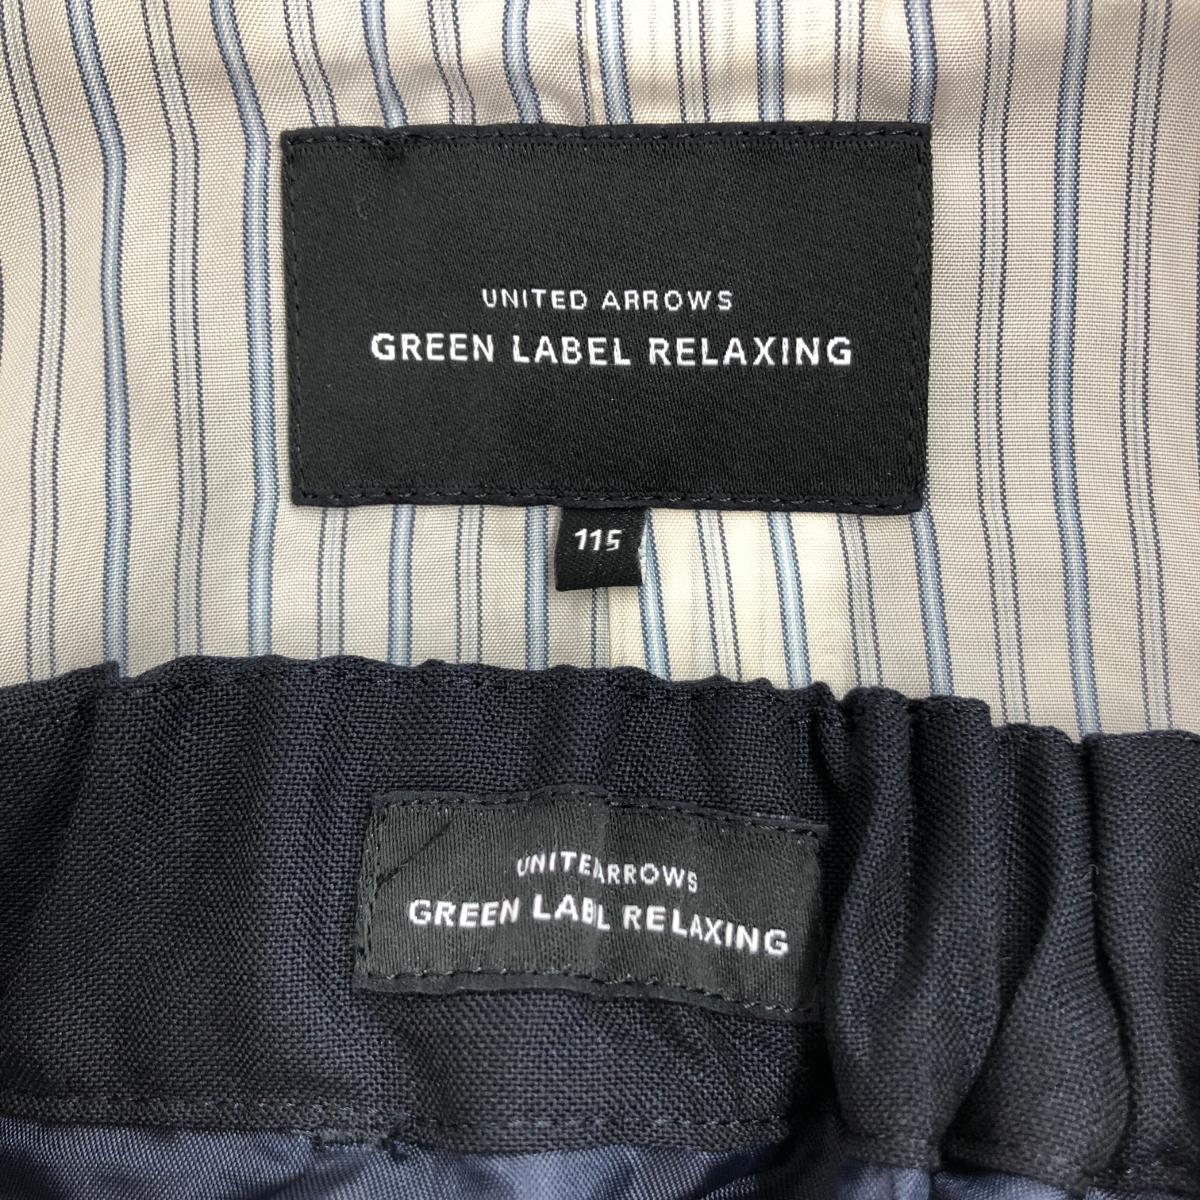 UNITED ARROWS
GREEN LABEL RELAXING
115
UNITED ARROWS
GREEN LABEL RELAXING